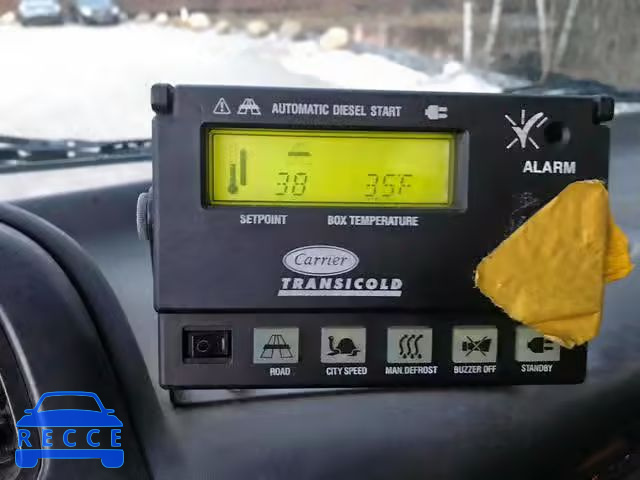 AUTOMATIC DIESEL START
ALARM
38 35F
SETPOINT BOX TEMPERATURE
Carrier
TRANSICOLD
ROAD CITY SPEED MAN.DEFROST BUZZER OFF STANDBY
RECCE